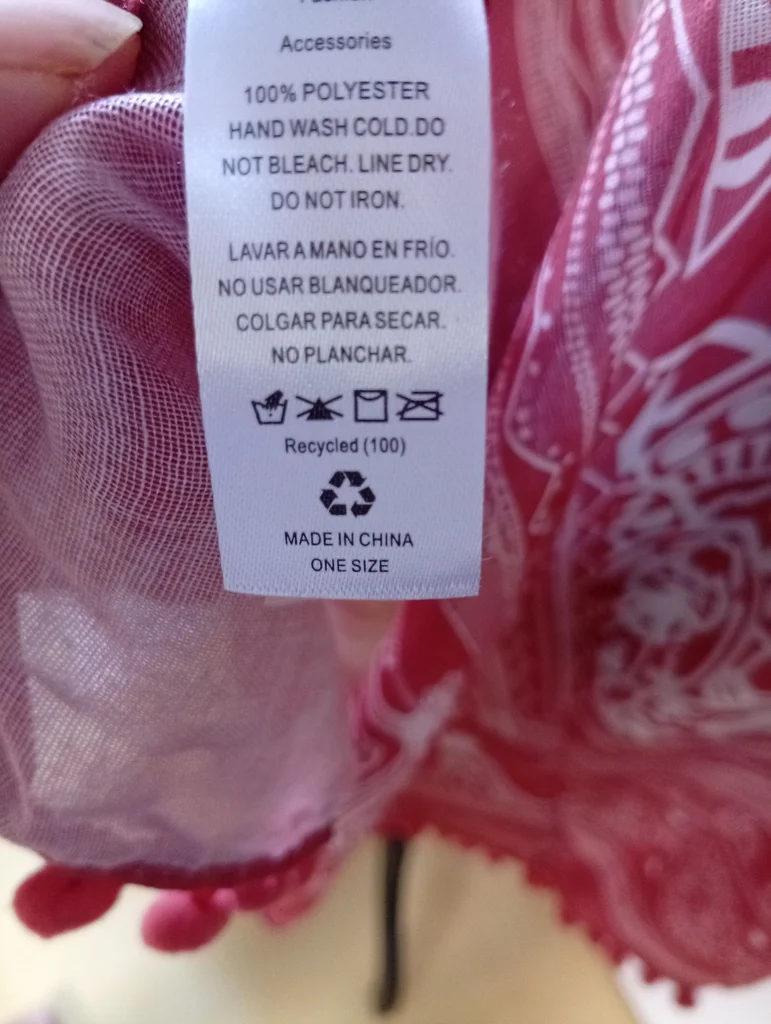 Accessories
100% POLYESTER
HAND WASH COLD.DO
NOT BLEACH. LINE DRY.
DO NOT IRON.
LAVAR A MANO EN FRÍO.
NO USAR BLANQUEADOR.
COLGAR PARA SECAR.
NO PLANCHAR.
Recycled (100)
MADE IN CHINA
ONE SIZE